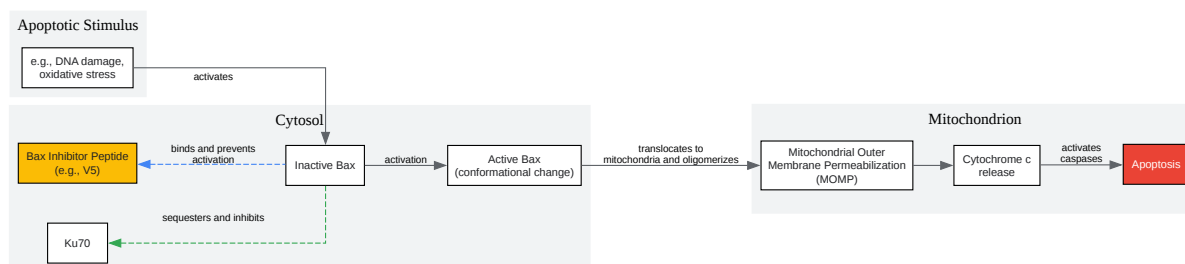 Apoptotic Stimulus
e.g., DNA damage,
oxidative stress
activates
Cytosol
Bax Inhibitor Peptide
(e.g., V5)
binds and prevents
activation
Inactive Bax
activation
Active Bax
(conformational change)
translocates to
mitochondria and oligomerizes
sequesters and inhibits
Ku70
Mitochondrion
Mitochondrial Outer
Membrane Permeabilization
(MOMP)
Cytochrome c
release
activates
caspases
Apoptosis